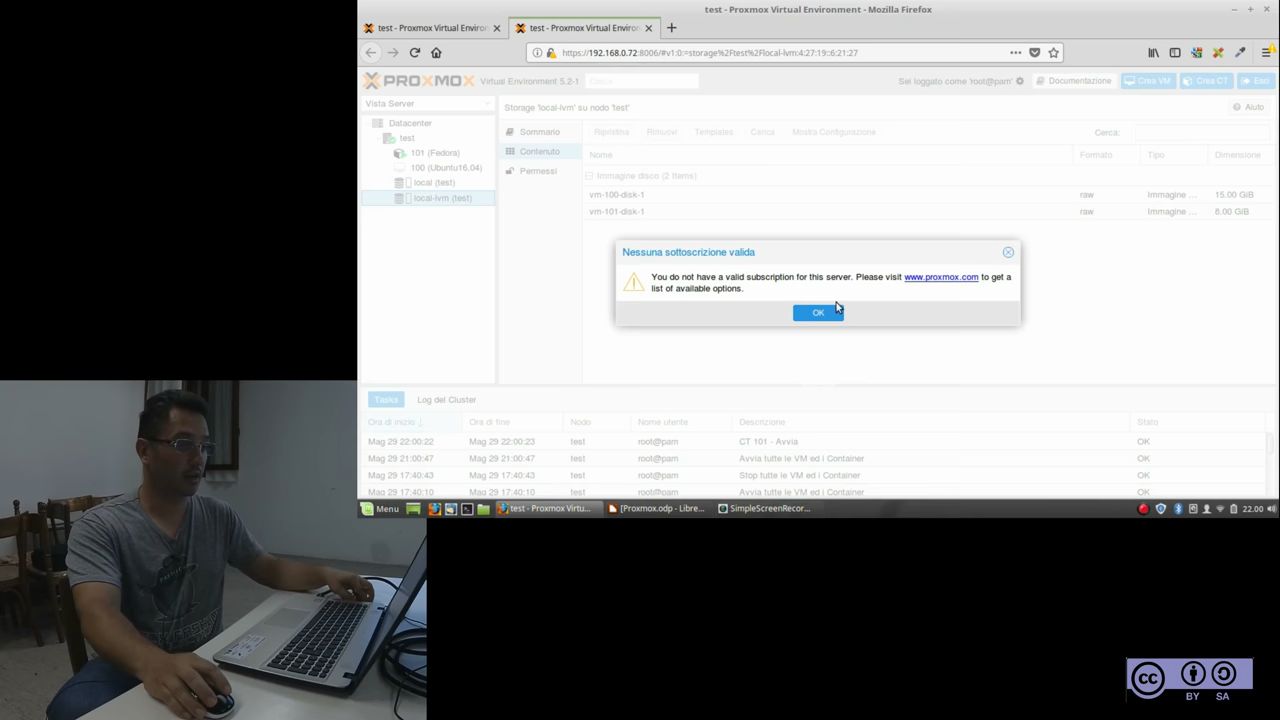 test - Proxmox Virtual Environment - Mozilla Firefox
test - Proxmox Virtual Environ
test - Proxmox Virtual Environ
https://192.168.0.72:8006/#v1:0:=storage%2Ftest%2Flocal-lvm:4:27:19::6:21:27
PROXMOX
Virtual Environment 5.2-1
Cerca
Sei loggato come 'root@pam'
Documentazione
Crea VM
Crea CT
Esci
Vista Server
Storage 'local-lvm' su nodo 'test'
Aiuto
Datacenter
test
101 (Fedora)
100 (Ubuntu16.04)
local (test)
local-lvm (test)
Sommario
Contenuto
Permessi
Ripristina
Rimuovi
Templates
Carica
Mostra Configurazione
Cerca:
Nome
Formato
Tipo
Dimensione
Immagine disco (2 Items)
vm-100-disk-1
raw
Immagine ...
15.00 GiB
vm-101-disk-1
raw
Immagine ...
8.00 GiB
Nessuna sottoscrizione valida
You do not have a valid subscription for this server. Please visit www.proxmox.com to get a
list of available options.
OK
Tasks
Log del Cluster
Ora di inizio
Ora di fine
Nodo
Nome utente
Descrizione
Stato
Mag 29 22:00:22
Mag 29 22:00:23
test
root@pam
CT 101 - Avvia
OK
Mag 29 21:00:47
Mag 29 21:00:47
test
root@pam
Avvia tutte le VM ed i Container
OK
Mag 29 17:40:43
Mag 29 17:40:43
test
root@pam
Stop tutte le VM ed i Container
OK
Mag 29 17:40:10
Mag 29 17:40:10
test
root@pam
Avvia tutte le VM ed i Container
OK
Menu
test - Proxmox Virtu...
[Proxmox.odp - Libre...
SimpleScreenRecor...
22.00
cc
BY SA